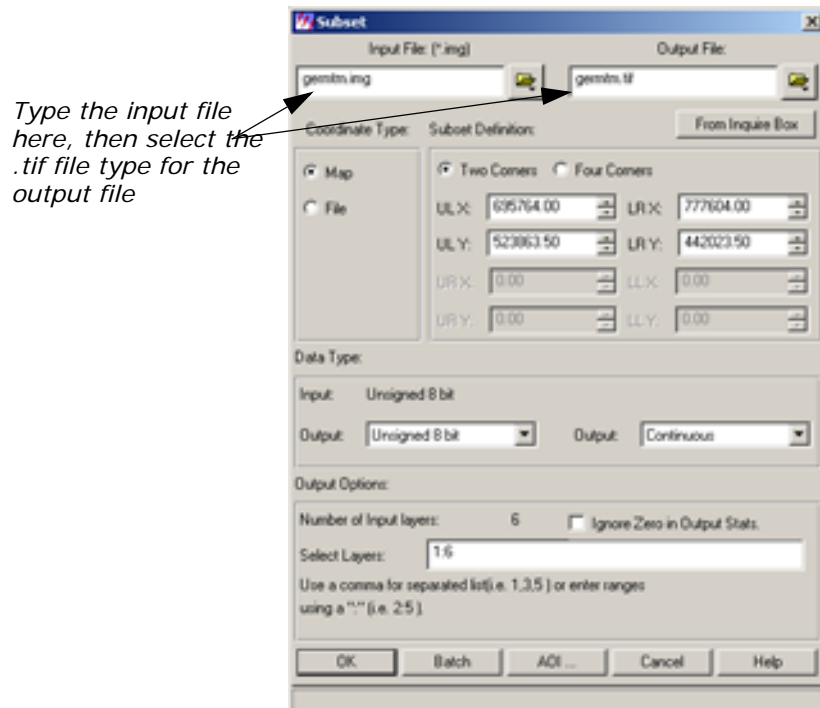 Subset
Input File: (*.img) Output File:
germtm.img germtm.tif
Type the input file
here, then select the
.tif file type for the
output file
Coordinate Type: Subset Definition: From Inquire Box
Map Two Corners Four Corners
File ULX: 695764.00 LRX: 777604.00
UL Y: 523863.50 LR Y: 442023.50
URX: 0.00 LLX: 0.00
UR Y: 0.00 LL Y: 0.00
Data Type:
Input: Unsigned 8 bit
Output: Unsigned 8 bit Output: Continuous
Output Options:
Number of Input layers: 6 Ignore Zero in Output Stats.
Select Layers: 1:6
Use a comma for separated list(i.e. 1,3,5 ) or enter ranges
using a ":" (i.e. 2:5 ).
OK Batch AOI ... Cancel Help